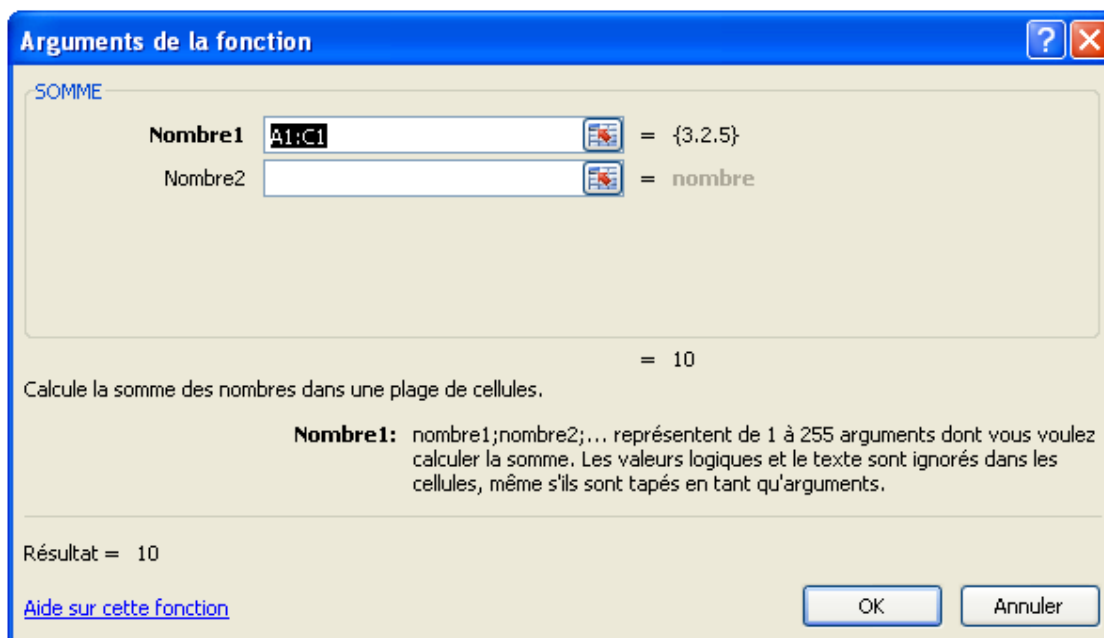 Arguments de la fonction
SOMME
Nombre1 A1:C1 = {3.2.5}
Nombre2 = nombre
= 10
Calcule la somme des nombres dans une plage de cellules.
Nombre1: nombre1;nombre2;... représentent de 1 à 255 arguments dont vous voulez
calculer la somme. Les valeurs logiques et le texte sont ignorés dans les
cellules, même s'ils sont tapés en tant qu'arguments.
Résultat = 10
Aide sur cette fonction OK Annuler